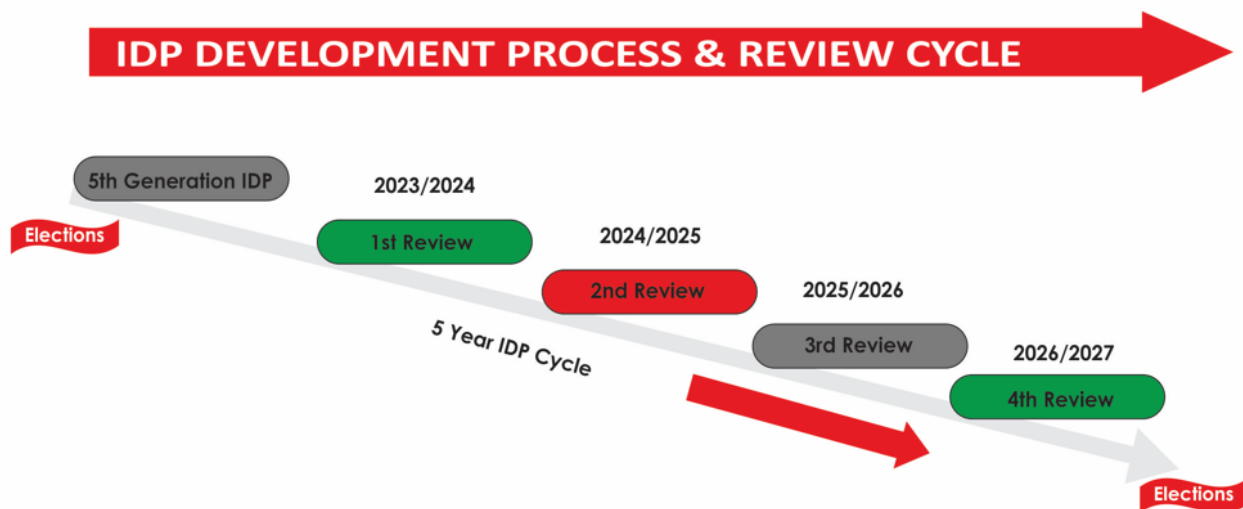 IDP DEVELOPMENT PROCESS & REVIEW CYCLE
5th Generation IDP
Elections
2023/2024
1st Review
2024/2025
2nd Review
2025/2026
3rd Review
2026/2027
4th Review
5 Year IDP Cycle
Elections